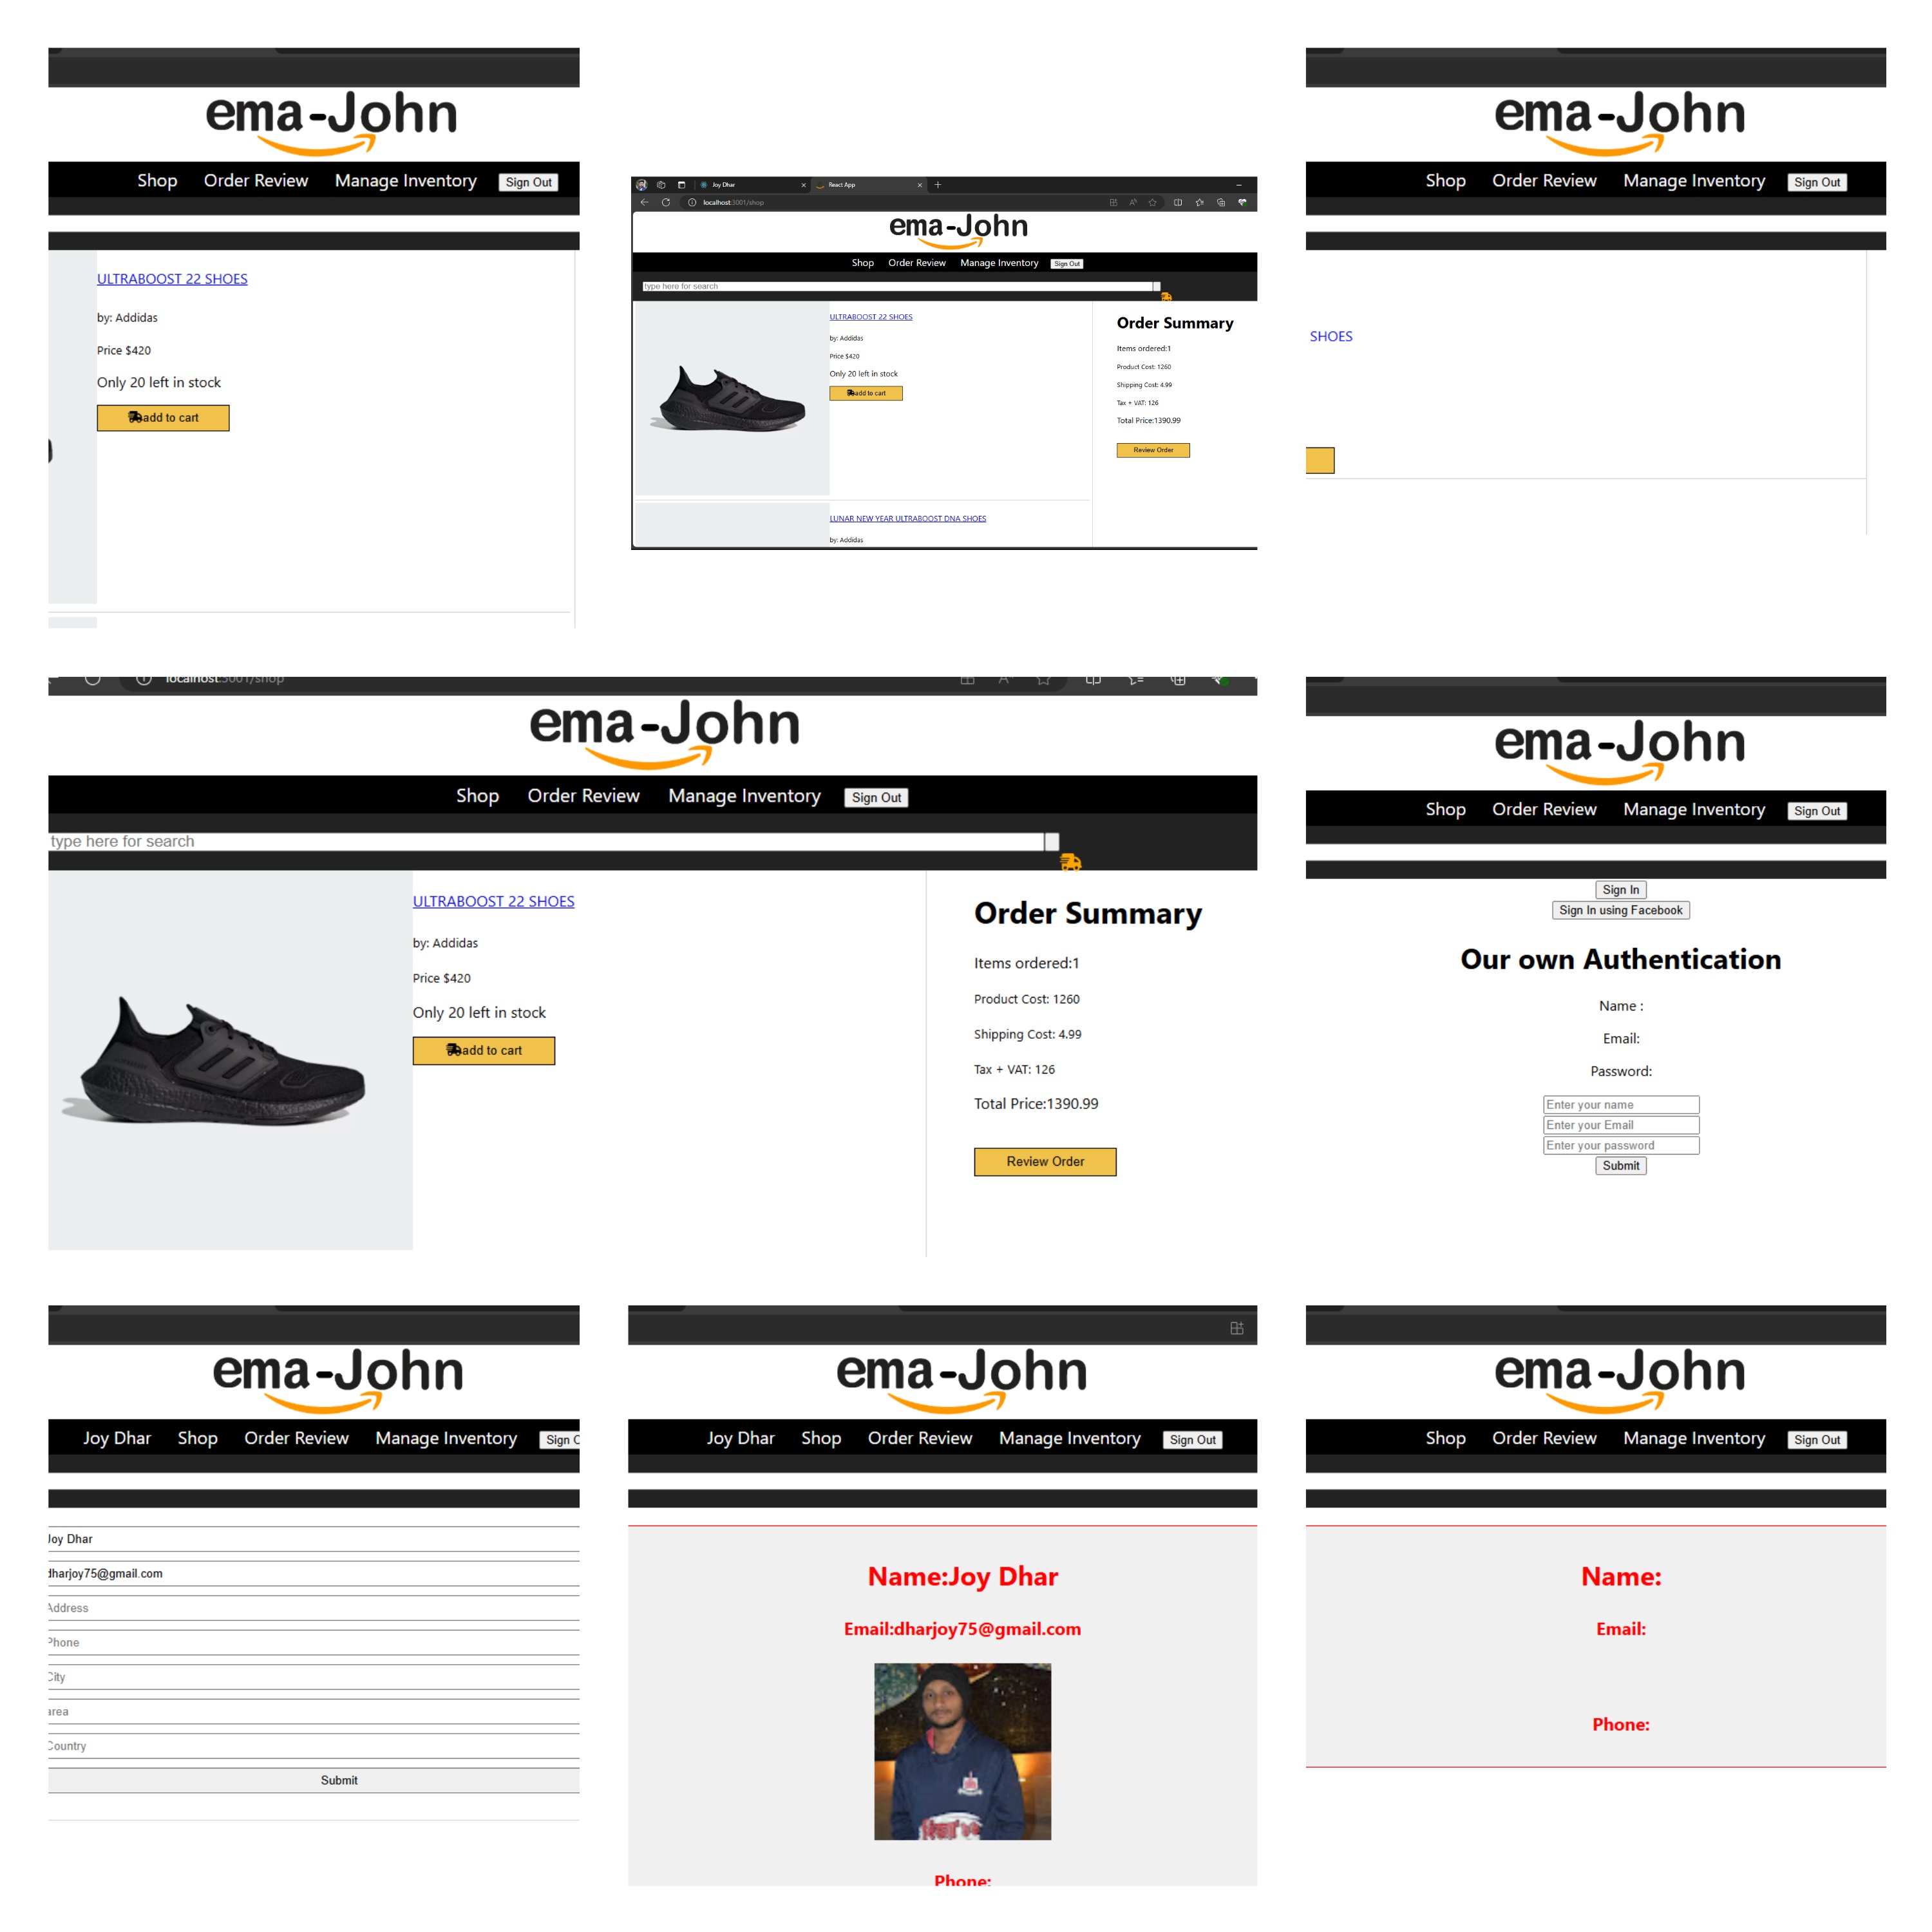 ema-John
Shop Order Review Manage Inventory Sign Out
ULTRABOOST 22 SHOES
by: Addidas
Price $420
Only 20 left in stock
add to cart
Joy Dhar
React App
localhost:3001/shop
ema-John
Shop Order Review Manage Inventory Sign Out
type here for search
ULTRABOOST 22 SHOES
by: Addidas
Price $420
Only 20 left in stock
add to cart
Order Summary
Items ordered:1
Product Cost: 1260
Shipping Cost: 4.99
Tax + VAT: 126
Total Price:1390.99
Review Order
LUNAR NEW YEAR ULTRABOOST DNA SHOES
by: Addidas
ema-John
Shop Order Review Manage Inventory Sign Out
SHOES
localhost:3001/shop
ema-John
Shop Order Review Manage Inventory Sign Out
type here for search
ULTRABOOST 22 SHOES
by: Addidas
Price $420
Only 20 left in stock
add to cart
Order Summary
Items ordered:1
Product Cost: 1260
Shipping Cost: 4.99
Tax + VAT: 126
Total Price:1390.99
Review Order
ema-John
Shop Order Review Manage Inventory Sign Out
Sign In
Sign In using Facebook
Our own Authentication
Name :
Email:
Password:
Enter your name
Enter your Email
Enter your password
Submit
ema-John
Joy Dhar Shop Order Review Manage Inventory Sign
Joy Dhar
dharjoy75@gmail.com
Address
Phone
City
area
Country
Submit
ema-John
Joy Dhar Shop Order Review Manage Inventory Sign Out
Name:Joy Dhar
Email:dharjoy75@gmail.com
Phone:
ema-John
Shop Order Review Manage Inventory Sign Out
Name:
Email:
Phone: